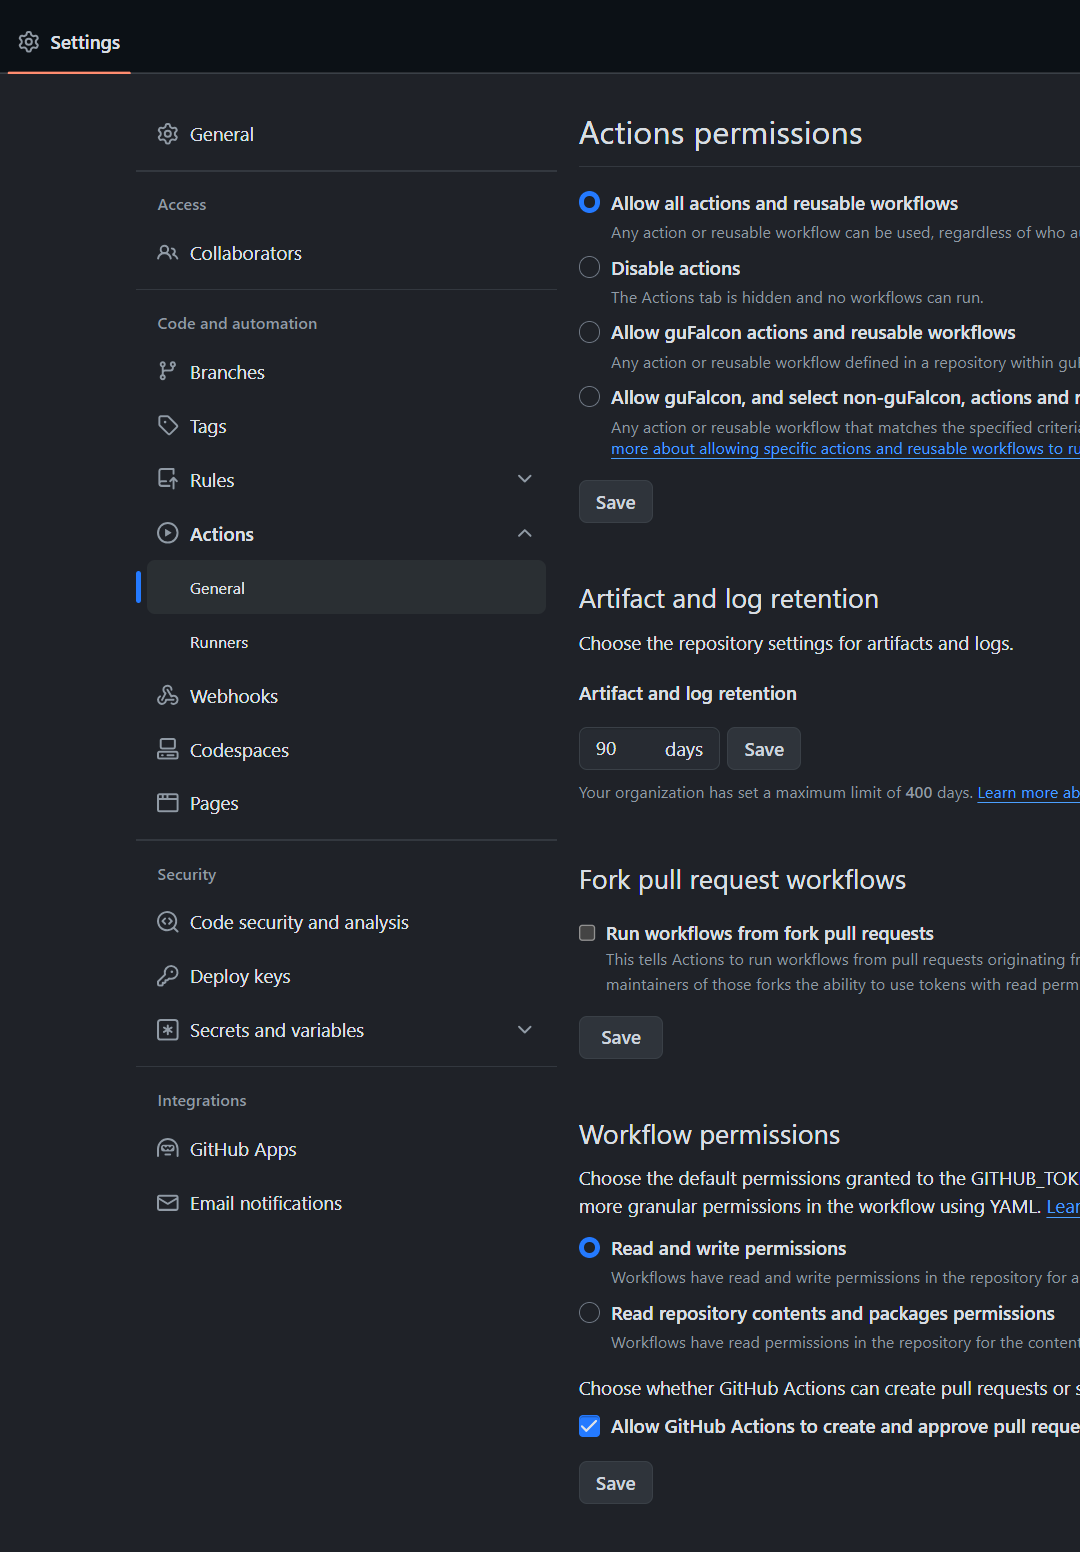 Settings
General
Access
Collaborators
Code and automation
Branches
Tags
Rules
Actions
General
Runners
Webhooks
Codespaces
Pages
Security
Code security and analysis
Deploy keys
Secrets and variables
Integrations
GitHub Apps
Email notifications
Actions permissions
Allow all actions and reusable workflows
Any action or reusable workflow can be used, regardless of who
Disable actions
The Actions tab is hidden and no workflows can run.
Allow guFalcon actions and reusable workflows
Any action or reusable workflow defined in a repository within
Allow guFalcon, and select non-guFalcon, actions and
Any action or reusable workflow that matches the specified
more about allowing specific actions and reusable workflows to
Save
Artifact and log retention
Choose the repository settings for artifacts and logs.
Artifact and log retention
90 days Save
Your organization has set a maximum limit of 400 days. Learn more
Fork pull request workflows
Run workflows from fork pull requests
This tells Actions to run workflows from pull requests originating
maintainers of those forks the ability to use tokens with read
Save
Workflow permissions
Choose the default permissions granted to the
more granular permissions in the workflow using YAML.
Read and write permissions
Workflows have read and write permissions in the repository for
Read repository contents and packages permissions
Workflows have read permissions in the repository for the
Choose whether GitHub Actions can create pull requests or
Allow GitHub Actions to create and approve pull
Save